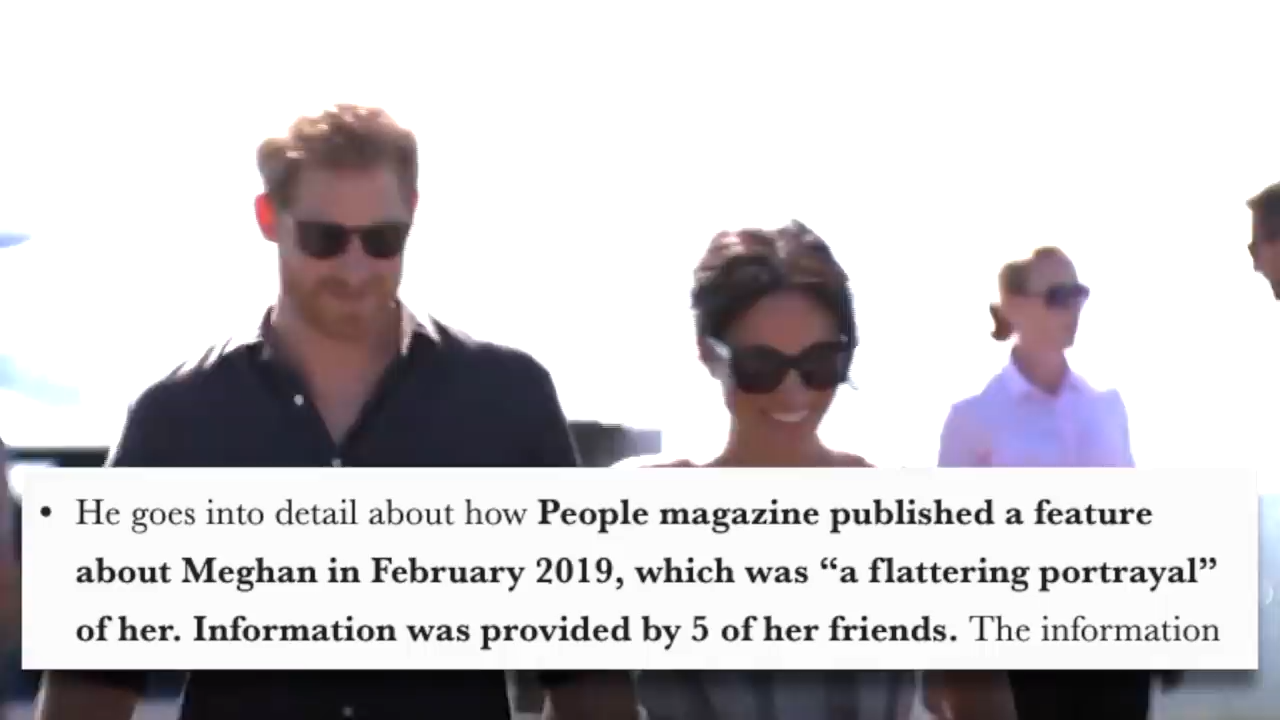 • He goes into detail about how People magazine published a feature
about Meghan in February 2019, which was “a flattering portrayal”
of her. Information was provided by 5 of her friends. The information